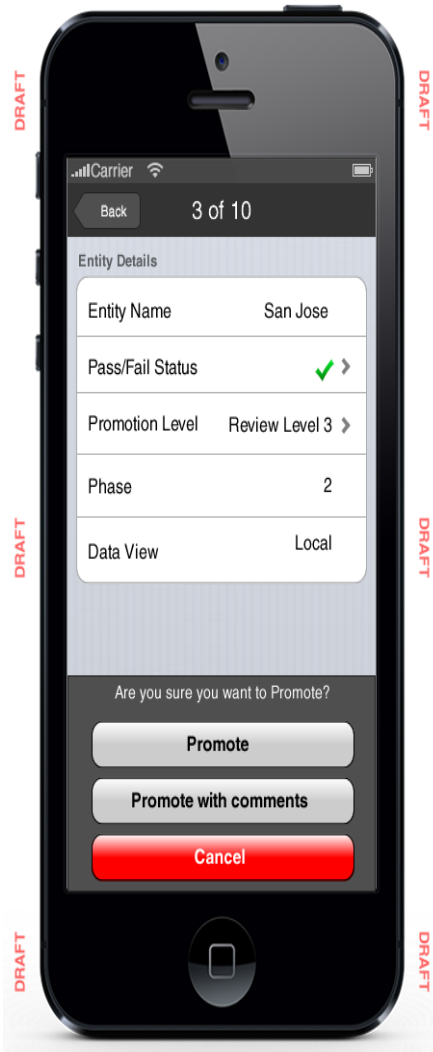 DRAFT
DRAFT
Carrier
Back
3 of 10
Entity Details
Entity Name San Jose
Pass/Fail Status
Promotion Level Review Level 3
Phase 2
Data View Local
DRAFT
DRAFT
Are you sure you want to Promote?
Promote
Promote with comments
Cancel
DRAFT
DRAFT